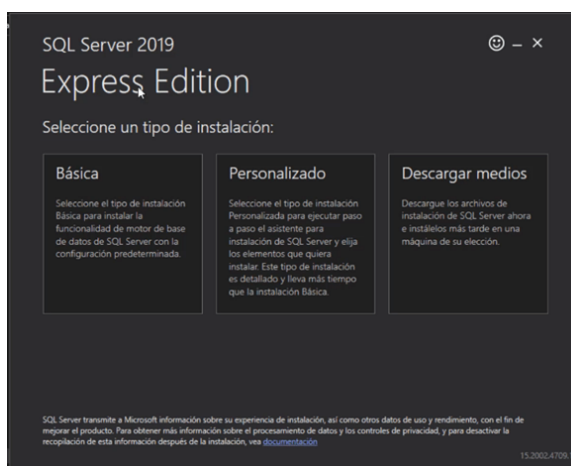 SQL Server 2019
Express Edition
Seleccione un tipo de instalación:
Básica
Seleccione el tipo de instalación
Básica para instalar la
funcionalidad de motor de base
de datos de SQL Server con la
configuración predeterminada.
Personalizado
Seleccione el tipo de instalación
Personalizada para ejecutar paso
a paso el asistente para
instalación de SQL Server y elija
los elementos que quiera
instalar. Este tipo de instalación
es detallado y lleva más tiempo
que la instalación Básica.
Descargar medios
Descargue los archivos de
instalación de SQL Server ahora
e instálelos más tarde en una
máquina de su elección.
SQL Server transmite a Microsoft información sobre su experiencia de instalación, así como otros datos de uso y rendimiento, con el fin de
mejorar el producto. Para obtener más información sobre el procesamiento de datos y los controles de privacidad, y para desactivar la
recopilación de esta información después de la instalación, vea documentación
15.2002.4709.